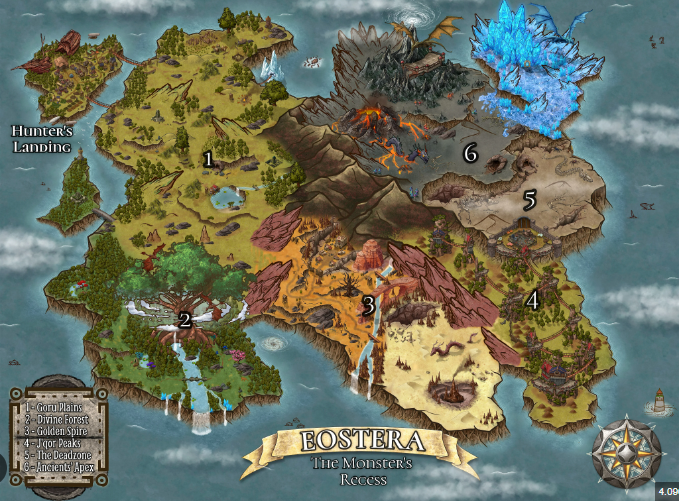 Hunter's
Landing
1
6
5
2
3
4
1 - Goru Plains
2 - Divine Forest
3 - Golden Spire
4 - J'qor Peaks
5 - The Deadzone
6 - Ancients' Apex
EOSTERA
The Monster's
Recess
4.09